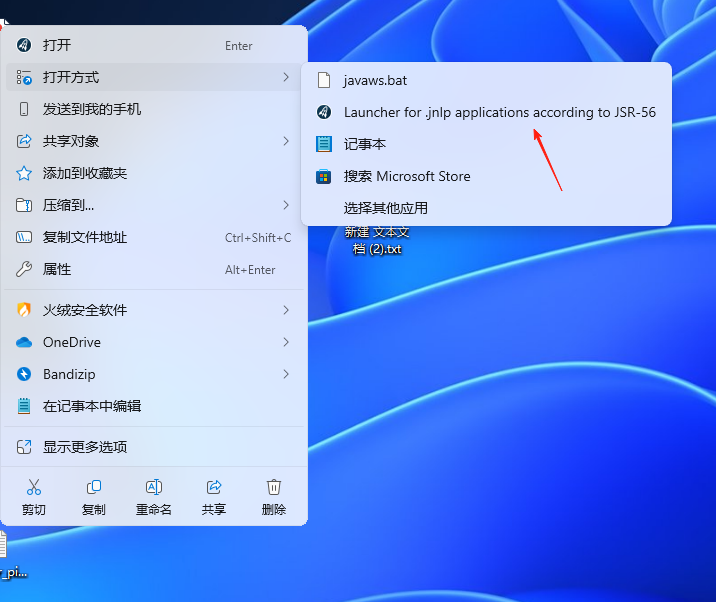 打开 Enter
打开方式
发送到我的手机
共享对象
添加到收藏夹
压缩到...
复制文件地址 Ctrl+Shift+C
属性 Alt+Enter
火绒安全软件
OneDrive
Bandizip
在记事本中编辑
显示更多选项
剪切 复制 重命名 共享 删除
javaws.bat
Launcher for .jnlp applications according to JSR-56
记事本
搜索 Microsoft Store
选择其他应用
新建 文本文
档 (2).txt
_pi...